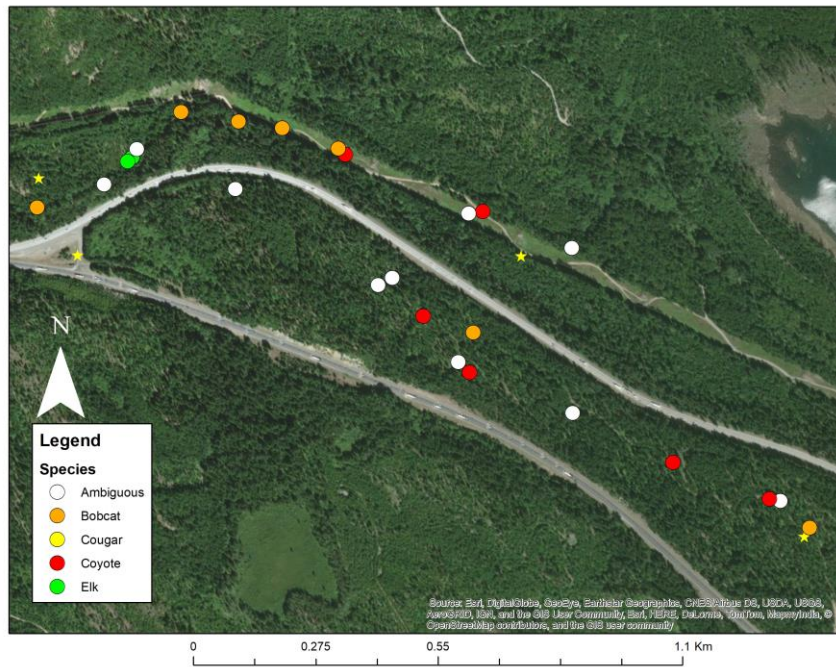 N
Legend
Species
Ambiguous
Bobcat
Cougar
Coyote
Elk
Source: Esri, DigitalGlobe, GeoEye, Earthstar Geographics, CNES/Airbus DS, USDA, USGS,
AeroGRID, IGN, and the GIS User Community, Esri, HERE, DeLorme, TomTom, MapmyIndia, ©
OpenStreetMap contributors, and the GIS user community
0 0.275 0.55 1.1 Km